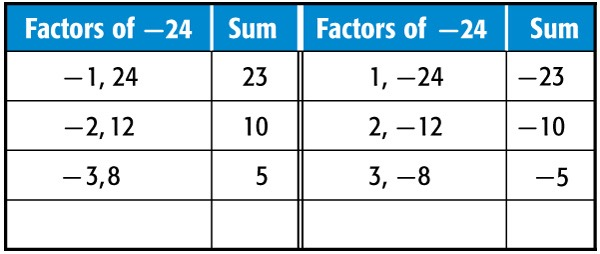 Factors of −24 Sum Factors of −24 Sum
−1, 24 23 1, −24 −23
−2, 12 10 2, −12 −10
−3,8 5 3, −8 −5